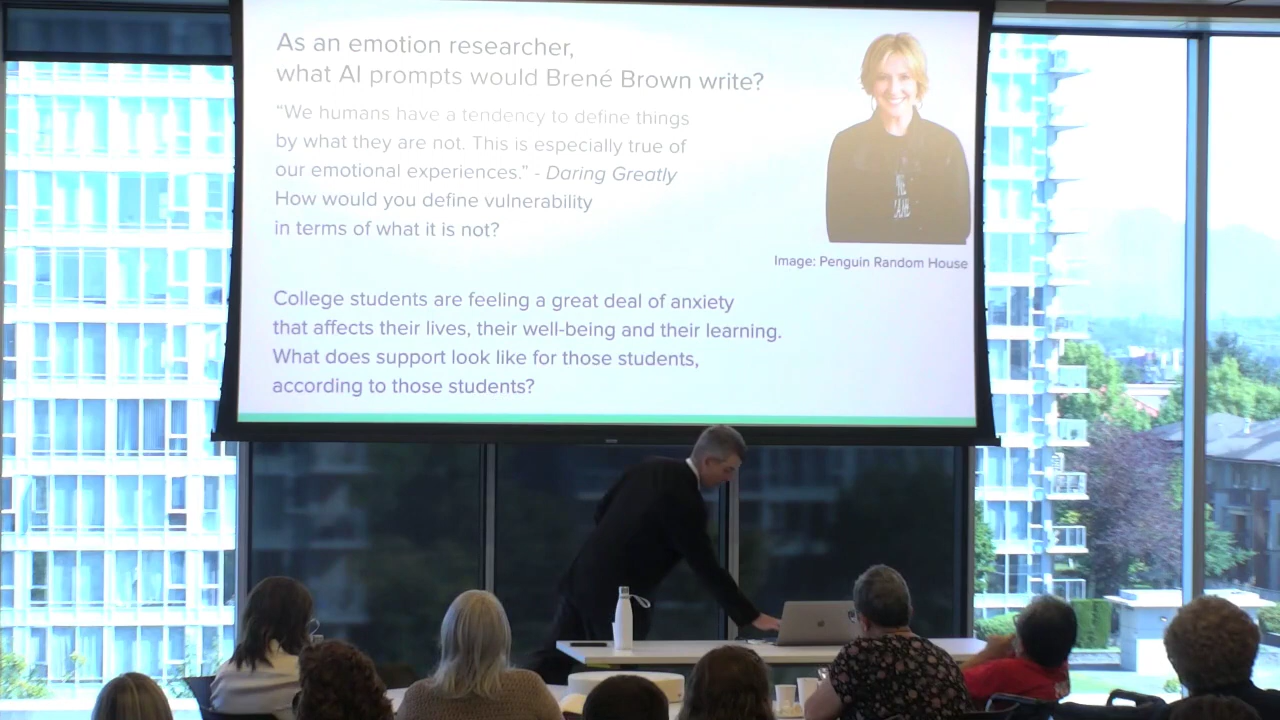 As an emotion researcher,
what AI prompts would Brené Brown write?
“We humans have a tendency to define things
by what they are not. This is especially true of
our emotional experiences.” - Daring Greatly
How would you define vulnerability
in terms of what it is not?
Image: Penguin Random House
College students are feeling a great deal of anxiety
that affects their lives, their well-being and their learning.
What does support look like for those students,
according to those students?